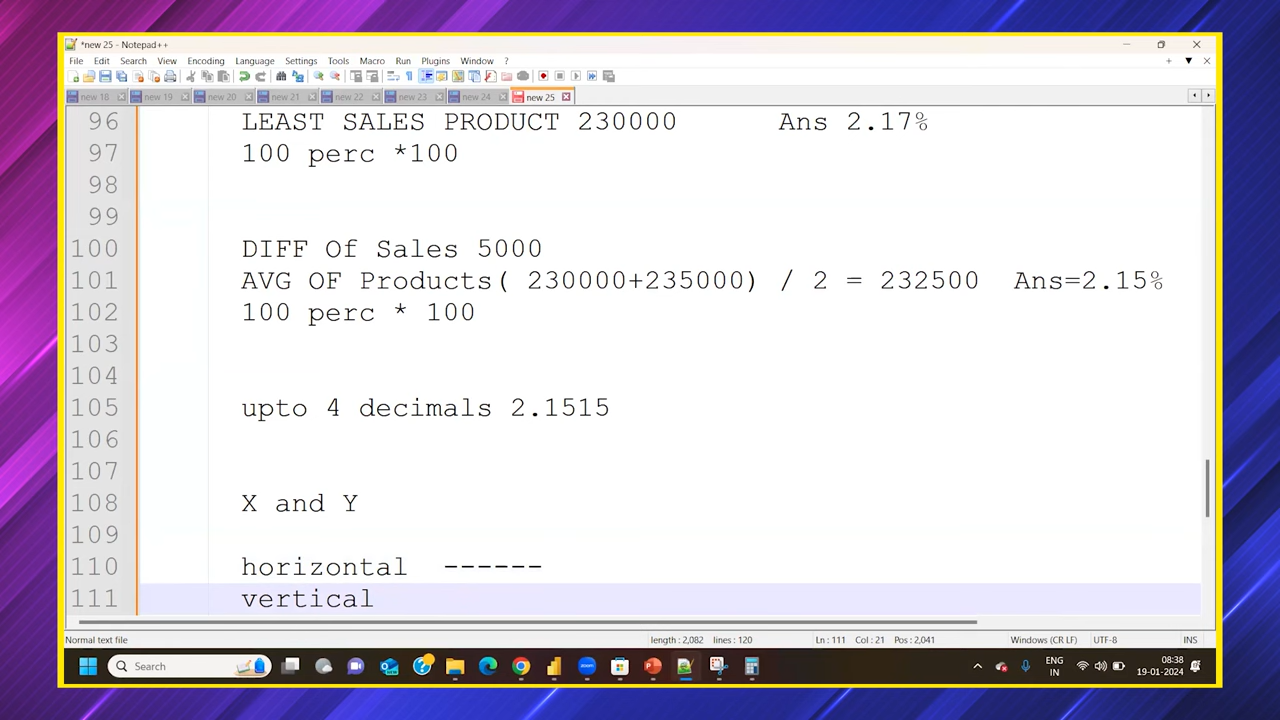 *new 25 - Notepad++
File Edit Search View Encoding Language Settings Tools Macro Run Plugins Window ?
new 18 new 19 new 20 new 21 new 22 new 23 new 24 new 25
96 LEAST SALES PRODUCT 230000 Ans 2.17%
97 100 perc *100
98
99
100 DIFF Of Sales 5000
101 AVG OF Products( 230000+235000) / 2 = 232500 Ans=2.15%
102 100 perc * 100
103
104
105 upto 4 decimals 2.1515
106
107
108 X and Y
109
110 horizontal ------
111 vertical
Normal text file length : 2,082 lines : 120 Ln : 111 Col : 21 Pos : 2,041 Windows (CR LF) UTF-8 INS
Search ENG 08:38
IN 19-01-2024